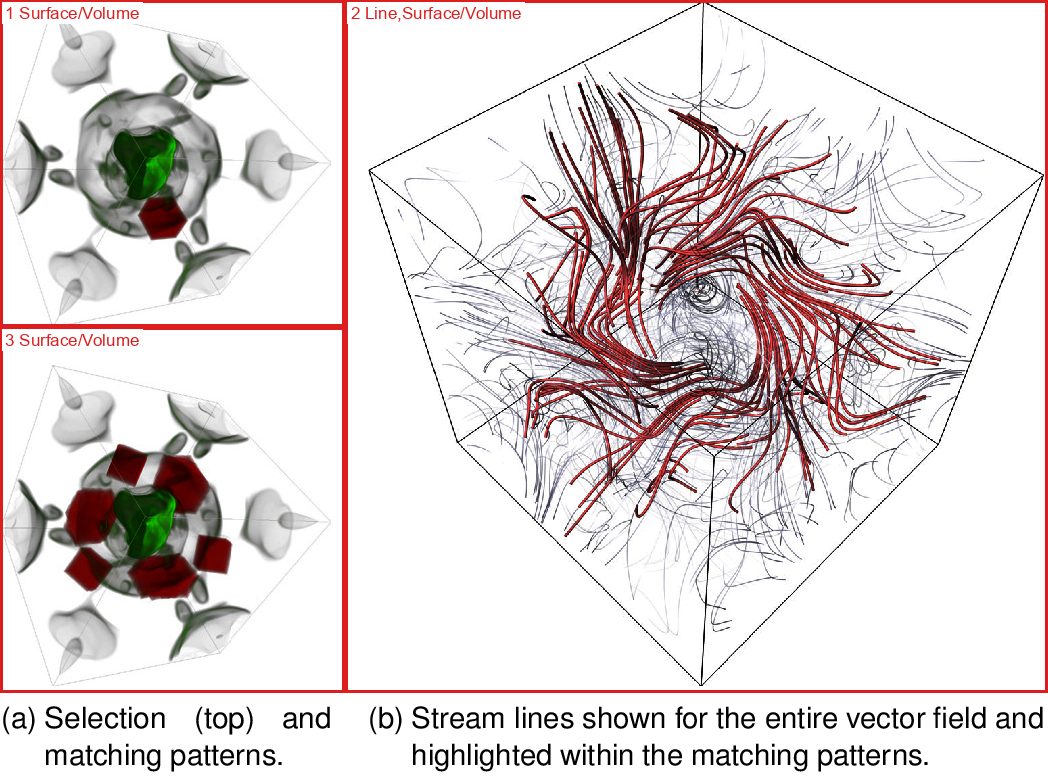 1 Surface/Volume
2 Line,Surface/Volume
3 Surface/Volume
(a) Selection (top) and
matching patterns.
(b) Stream lines shown for the entire vector field and
highlighted within the matching patterns.